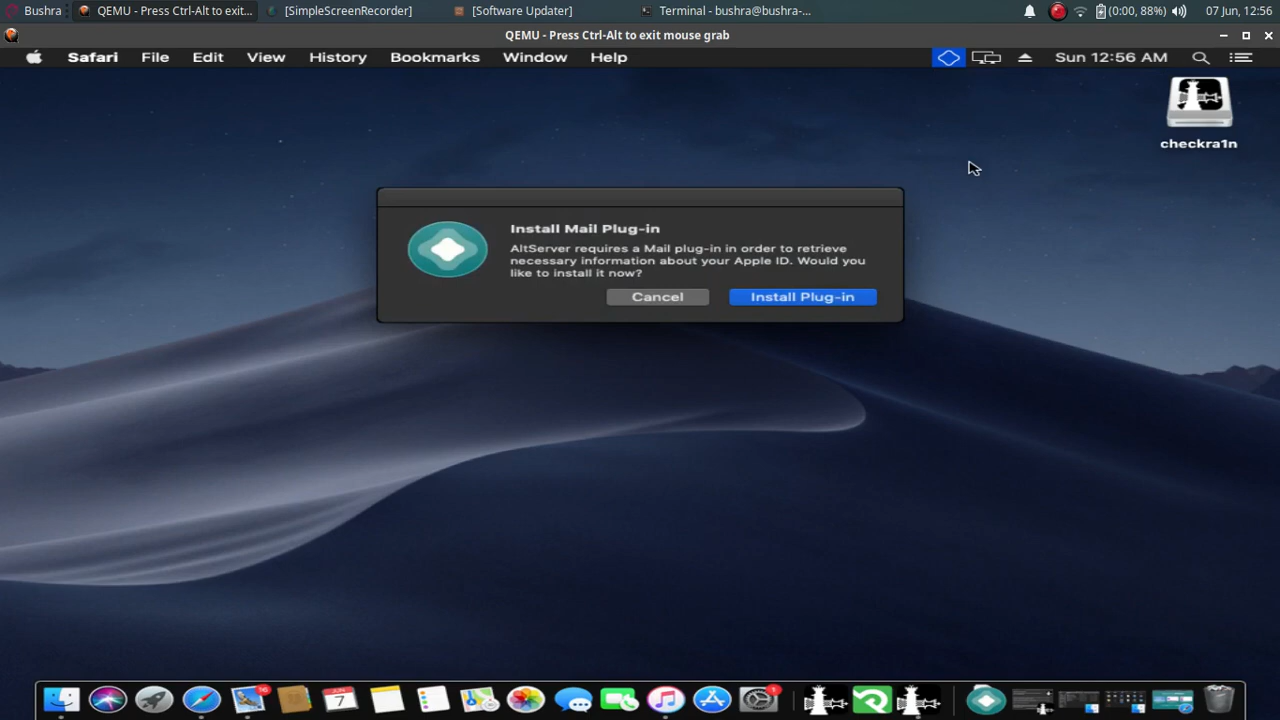 Bushra
QEMU - Press Ctrl-Alt to exit...
[SimpleScreenRecorder]
[Software Updater]
Terminal - bushra@bushra-...
(0:00, 88%)
07 Jun, 12:56
QEMU - Press Ctrl-Alt to exit mouse grab
Safari File Edit View History Bookmarks Window Help
Sun 12:56 AM
checkra1n
Install Mail Plug-in
AltServer requires a Mail plug-in in order to retrieve
necessary information about your Apple ID. Would you
like to install it now?
Cancel
Install Plug-in
JUN
7
1